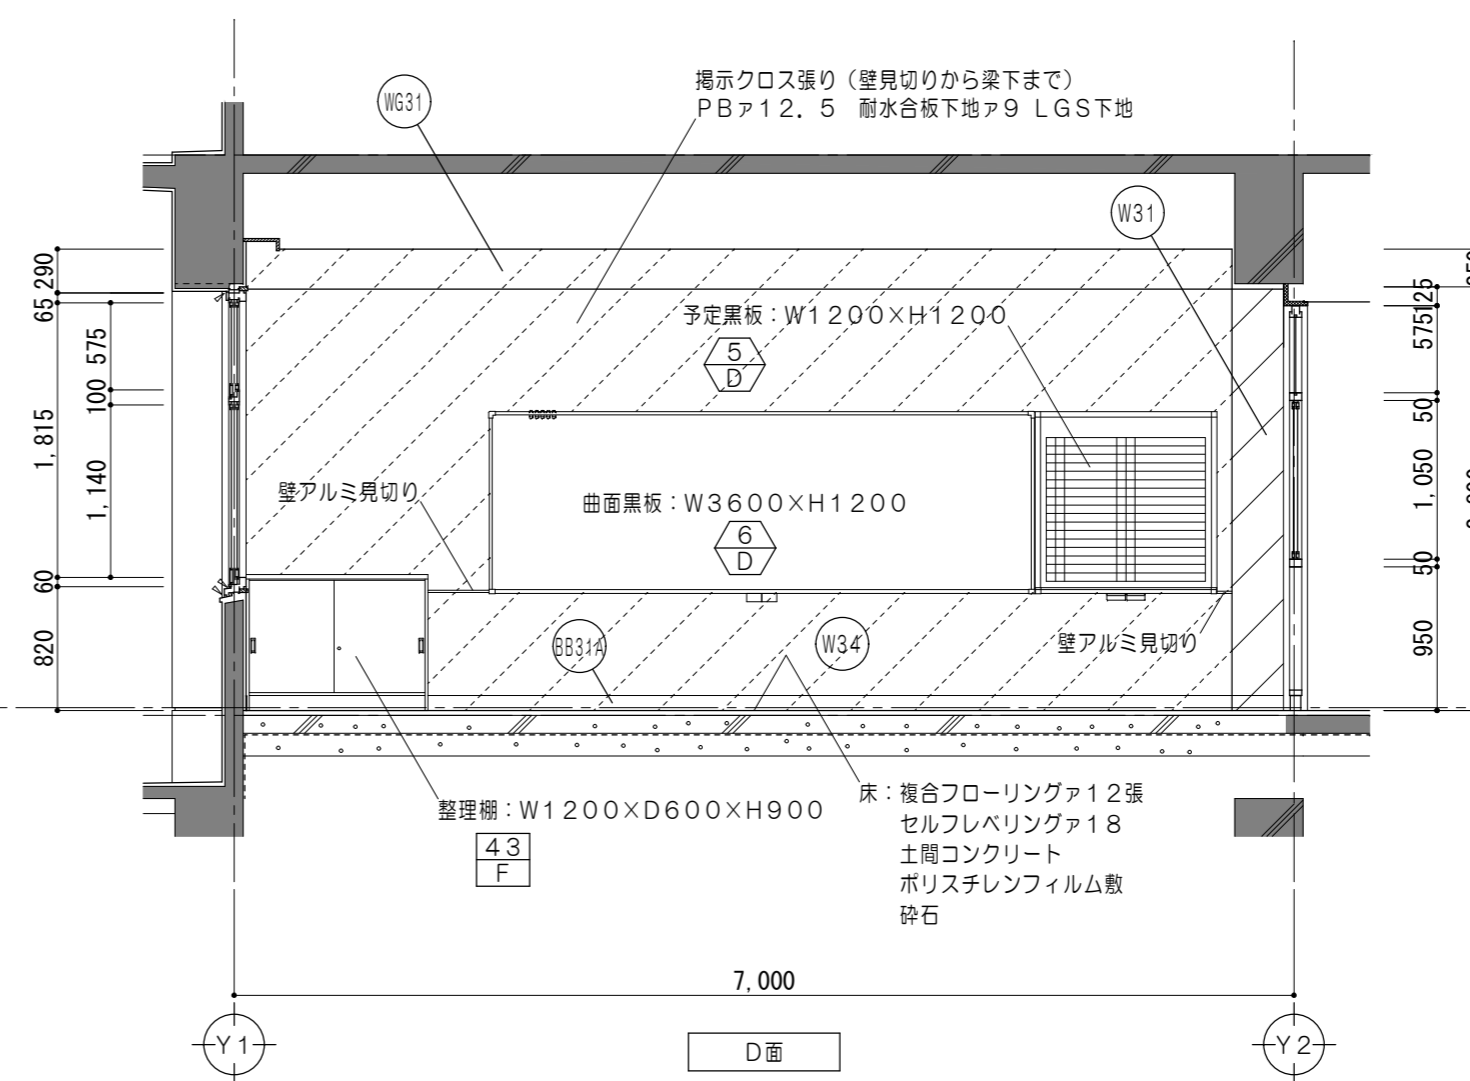 掲示クロス張り（壁見切りから梁下まで）
PBァ12.5 耐水合板下地ァ9 LGS下地
WG31
W31
予定黒板：W1200×H1200
5
D
壁アルミ見切り
曲面黒板：W3600×H1200
6
D
BB31A
W34
壁アルミ見切り
整理棚：W1200×D600×H900
43
F
床：複合フローリングァ12張
セルフレベリングァ18
土間コンクリート
ポリスチレンフィルム敷
砕石
290
65
1,815
60
820
575
100
1,140
125
575
50
1,050
50
950
7,000
Y1
Y2
D面